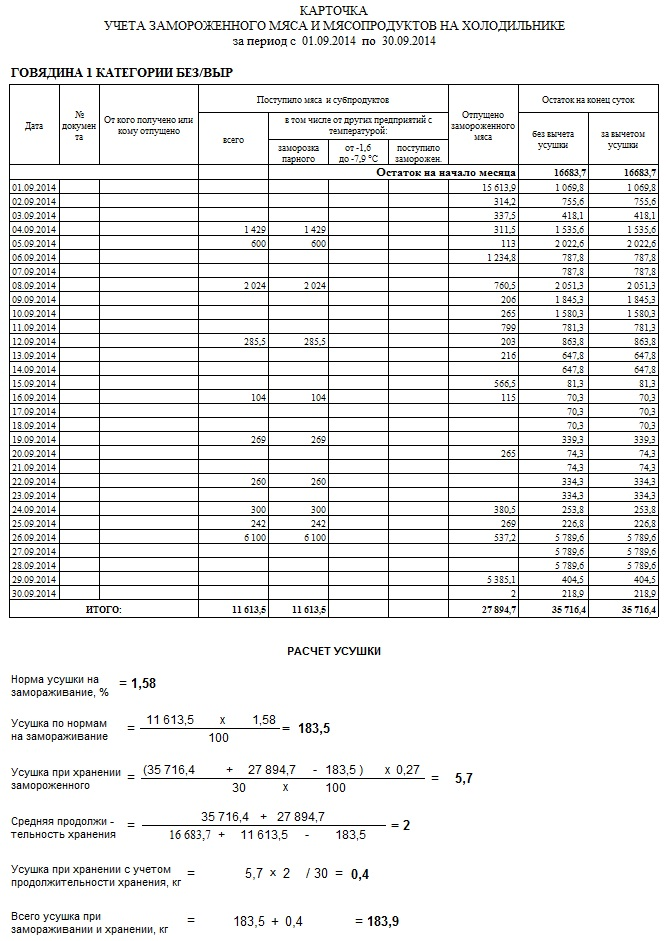 КАРТОЧКА
УЧЕТА ЗАМОРОЖЕННОГО МЯСА И МЯСОПРОДУКТОВ НА ХОЛОДИЛЬНИКЕ
за период с 01.09.2014 по 30.09.2014
ГОВЯДИНА 1 КАТЕГОРИИ БЕЗ/ВЫР
Дата
№ докумен та
От кого получено или кому отпущено
Поступило мяса и субпродуктов
всего
в том числе от других предприятий с температурой:
заморозка парного
от -1,6 до -7,9 °С
поступило заморожен.
Отпущено замороженного мяса
Остаток на конец суток
без вычета усушки
за вычетом усушки
Остаток на начало месяца 16683,7 16683,7
01.09.2014 15 613,9 1 069,8 1 069,8
02.09.2014 314,2 755,6 755,6
03.09.2014 337,5 418,1 418,1
04.09.2014 1 429 1 429 311,5 1 535,6 1 535,6
05.09.2014 600 600 113 2 022,6 2 022,6
06.09.2014 1 234,8 787,8 787,8
07.09.2014 787,8 787,8
08.09.2014 2 024 2 024 760,5 2 051,3 2 051,3
09.09.2014 206 1 845,3 1 845,3
10.09.2014 265 1 580,3 1 580,3
11.09.2014 799 781,3 781,3
12.09.2014 285,5 285,5 203 863,8 863,8
13.09.2014 216 647,8 647,8
14.09.2014 647,8 647,8
15.09.2014 566,5 81,3 81,3
16.09.2014 104 104 115 70,3 70,3
17.09.2014 70,3 70,3
18.09.2014 70,3 70,3
19.09.2014 269 269 339,3 339,3
20.09.2014 265 74,3 74,3
21.09.2014 74,3 74,3
22.09.2014 260 260 334,3 334,3
23.09.2014 334,3 334,3
24.09.2014 300 300 380,5 253,8 253,8
25.09.2014 242 242 269 226,8 226,8
26.09.2014 6 100 6 100 537,2 5 789,6 5 789,6
27.09.2014 5 789,6 5 789,6
28.09.2014 5 789,6 5 789,6
29.09.2014 5 385,1 404,5 404,5
30.09.2014 2 218,9 218,9
ИТОГО: 11 613,5 11 613,5 27 894,7 35 716,4 35 716,4
РАСЧЕТ УСУШКИ
Норма усушки на
замораживание, % = 1,58
Усушка по нормам
на замораживание
= 11 613,5 х 1,58
100
= 183,5
Усушка при хранении
замороженного
= (35 716,4 + 27 894,7 - 183,5 ) х 0,27
30 х 100
= 5,7
Средняя продолжи -
тельность хранения
= 35 716,4 + 27 894,7
16 683,7 + 11 613,5 - 183,5
= 2
Усушка при хранении с учетом
продолжительности хранения, кг
= 5,7 × 2 / 30 = 0,4
Всего усушка при
замораживании и хранении, кг
= 183,5 + 0,4 = 183,9